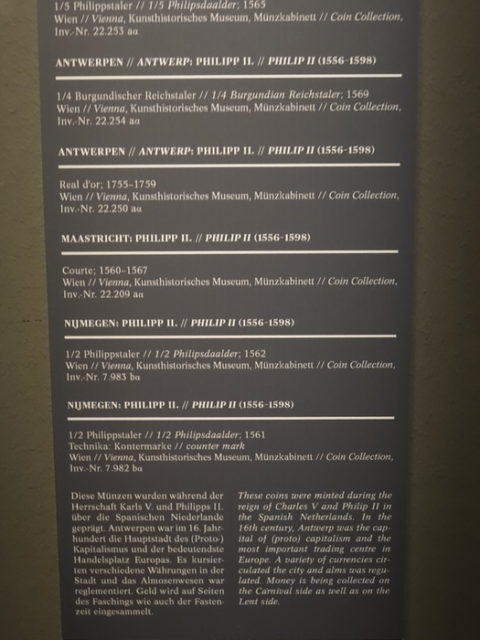 1/5 Philippstaler // 1/5 Philipsdaalder; 1565
Wien // Vienna, Kunsthistorisches Museum, Münzkabinett // Coin Collection,
Inv.-Nr. 22.253 aα
ANTWERPEN // ANTWERP: PHILIPP II. // PHILIP II (1556-1598)
1/4 Burgundischer Reichstaler // 1/4 Burgundian Reichstaler; 1569
Wien // Vienna, Kunsthistorisches Museum, Münzkabinett // Coin Collection,
Inv.-Nr. 22.254 aα
ANTWERPEN // ANTWERP: PHILIPP II. // PHILIP II (1556-1598)
Real d'or; 1755-1759
Wien // Vienna, Kunsthistorisches Museum, Münzkabinett // Coin Collection,
Inv.-Nr. 22.250 aα
MAASTRICHT: PHILIPP II. // PHILIP II (1556-1598)
Courte; 1560-1567
Wien // Vienna, Kunsthistorisches Museum, Münzkabinett // Coin Collection,
Inv.-Nr. 22.209 aα
NIJMEGEN: PHILIPP II. // PHILIP II (1556-1598)
1/2 Philippstaler // 1/2 Philipsdaalder; 1562
Wien // Vienna, Kunsthistorisches Museum, Münzkabinett // Coin Collection,
Inv.-Nr. 7.983 bα
NIJMEGEN: PHILIPP II. // PHILIP II (1556-1598)
1/2 Philippstaler // 1/2 Philipsdaalder; 1561
Technika: Kontermarke // counter mark
Wien // Vienna, Kunsthistorisches Museum, Münzkabinett // Coin Collection,
Inv.-Nr. 7.982 bα
Diese Münzen wurden während der
Herrschaft Karls V. und Philipps II.
über die Spanischen Niederlande
geprägt. Antwerpen war im 16. Jahr-
hundert die Hauptstadt des (Proto-)
Kapitalismus und der bedeutendste
Handelsplatz Europas. Es kursier-
ten verschiedene Währungen in der
Stadt und das Almosenwesen war
reglementiert. Geld wird auf Seiten
des Faschings wie auch der Fasten-
zeit eingesammelt.
These coins were minted during the
reign of Charles V and Philip II in
the Spanish Netherlands. In the
16th century, Antwerp was the cap-
ital of (proto) capitalism and the
most important trading centre in
Europe. A variety of currencies cir-
culated the city and alms was regu-
lated. Money is being collected on
the Carnival side as well as on the
Lent side.